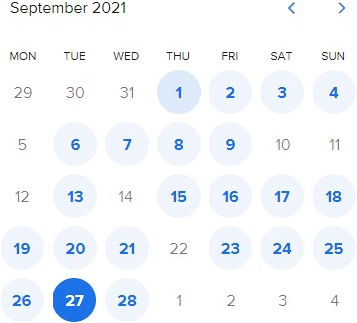 September 2021
MON TUE WED THU FRI SAT SUN
29 30 31 1 2 3 4
5 6 7 8 9 10 11
12 13 14 15 16 17 18
19 20 21 22 23 24 25
26 27 28 1 2 3 4